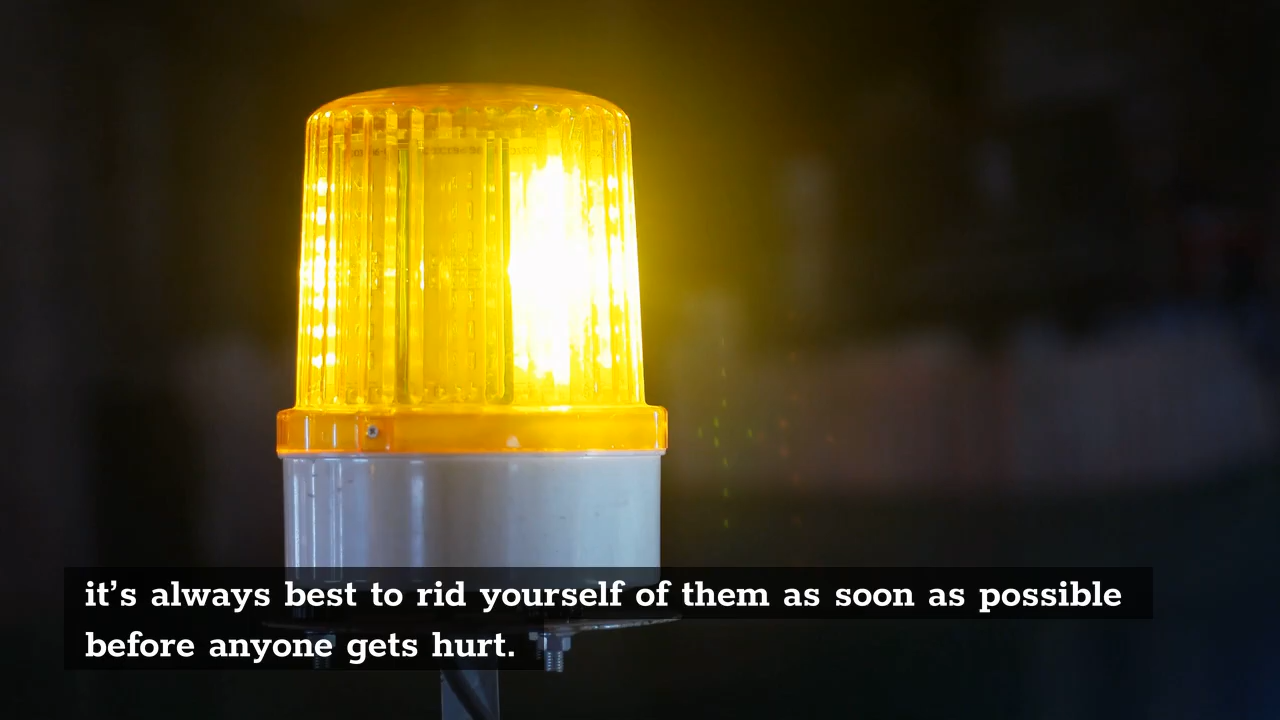 it’s always best to rid yourself of them as soon as possible
before anyone gets hurt.